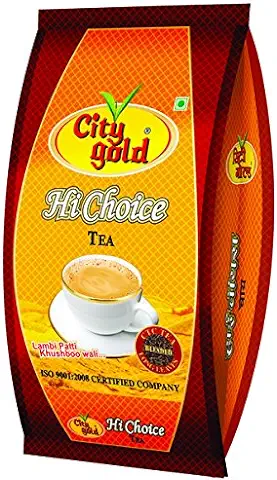 City
gold ®
Hi Choice
TEA
Lambi Patti
Khushboo wali...
CTC TEA
BLENDED
ISO 9001:2008 CERTIFIED COMPANY
City
gold
Hi Choice
TEA
सिटी
गोल्ड
हाई चॉइस
चाय